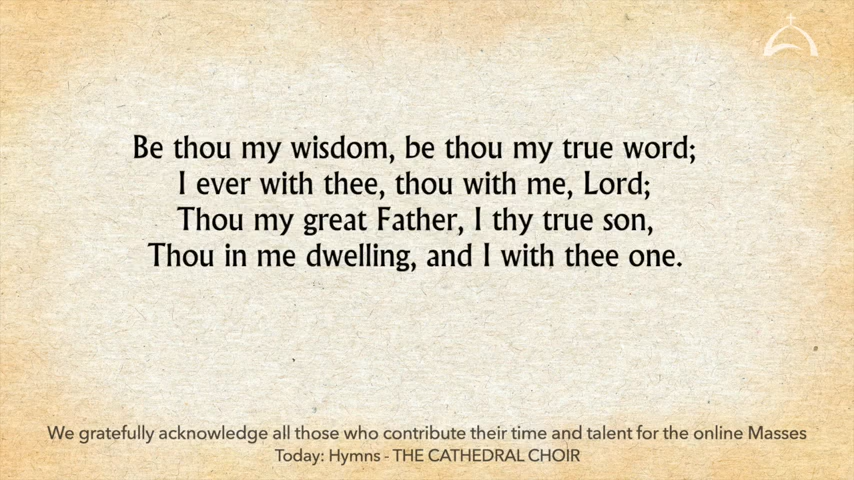 Be thou my wisdom, be thou my true word;
I ever with thee, thou with me, Lord;
Thou my great Father, I thy true son,
Thou in me dwelling, and I with thee one.
We gratefully acknowledge all those who contribute their time and talent for the online Masses
Today: Hymns - THE CATHEDRAL CHOIR